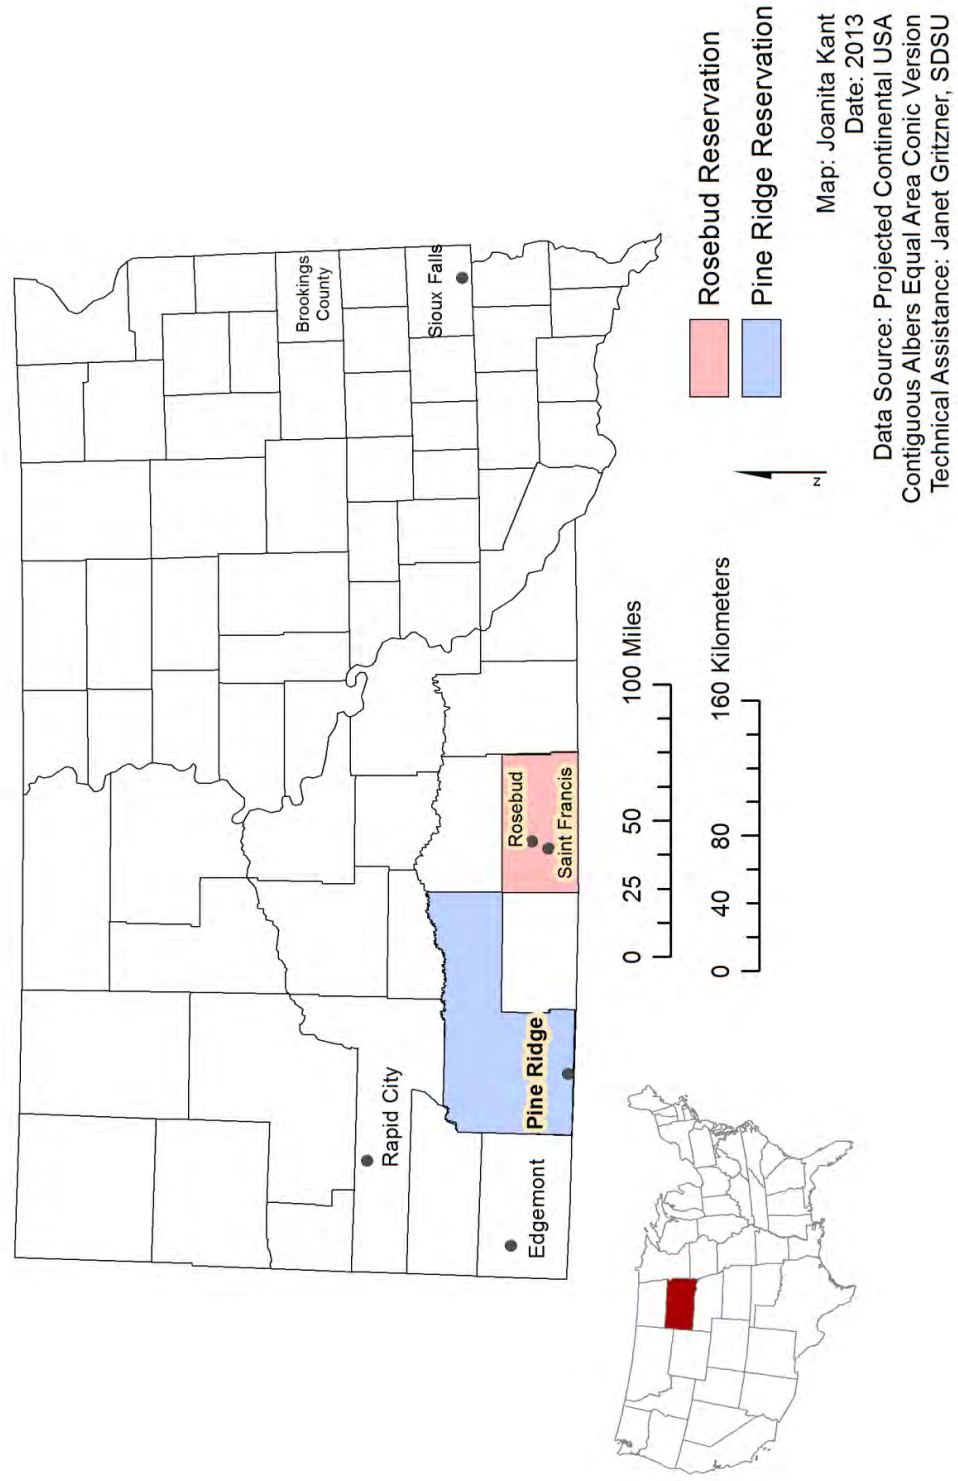 Brookings
County
Sioux Falls
Rapid City
Edgemont
Pine Ridge
Rosebud
Saint Francis
0 25 50 100 Miles
0 40 80 160 Kilometers
N
Rosebud Reservation
Pine Ridge Reservation
Map: Joanita Kant
Date: 2013
Data Source: Projected Continental USA
Contiguous Albers Equal Area Conic Version
Technical Assistance: Janet Gritzner, SDSU